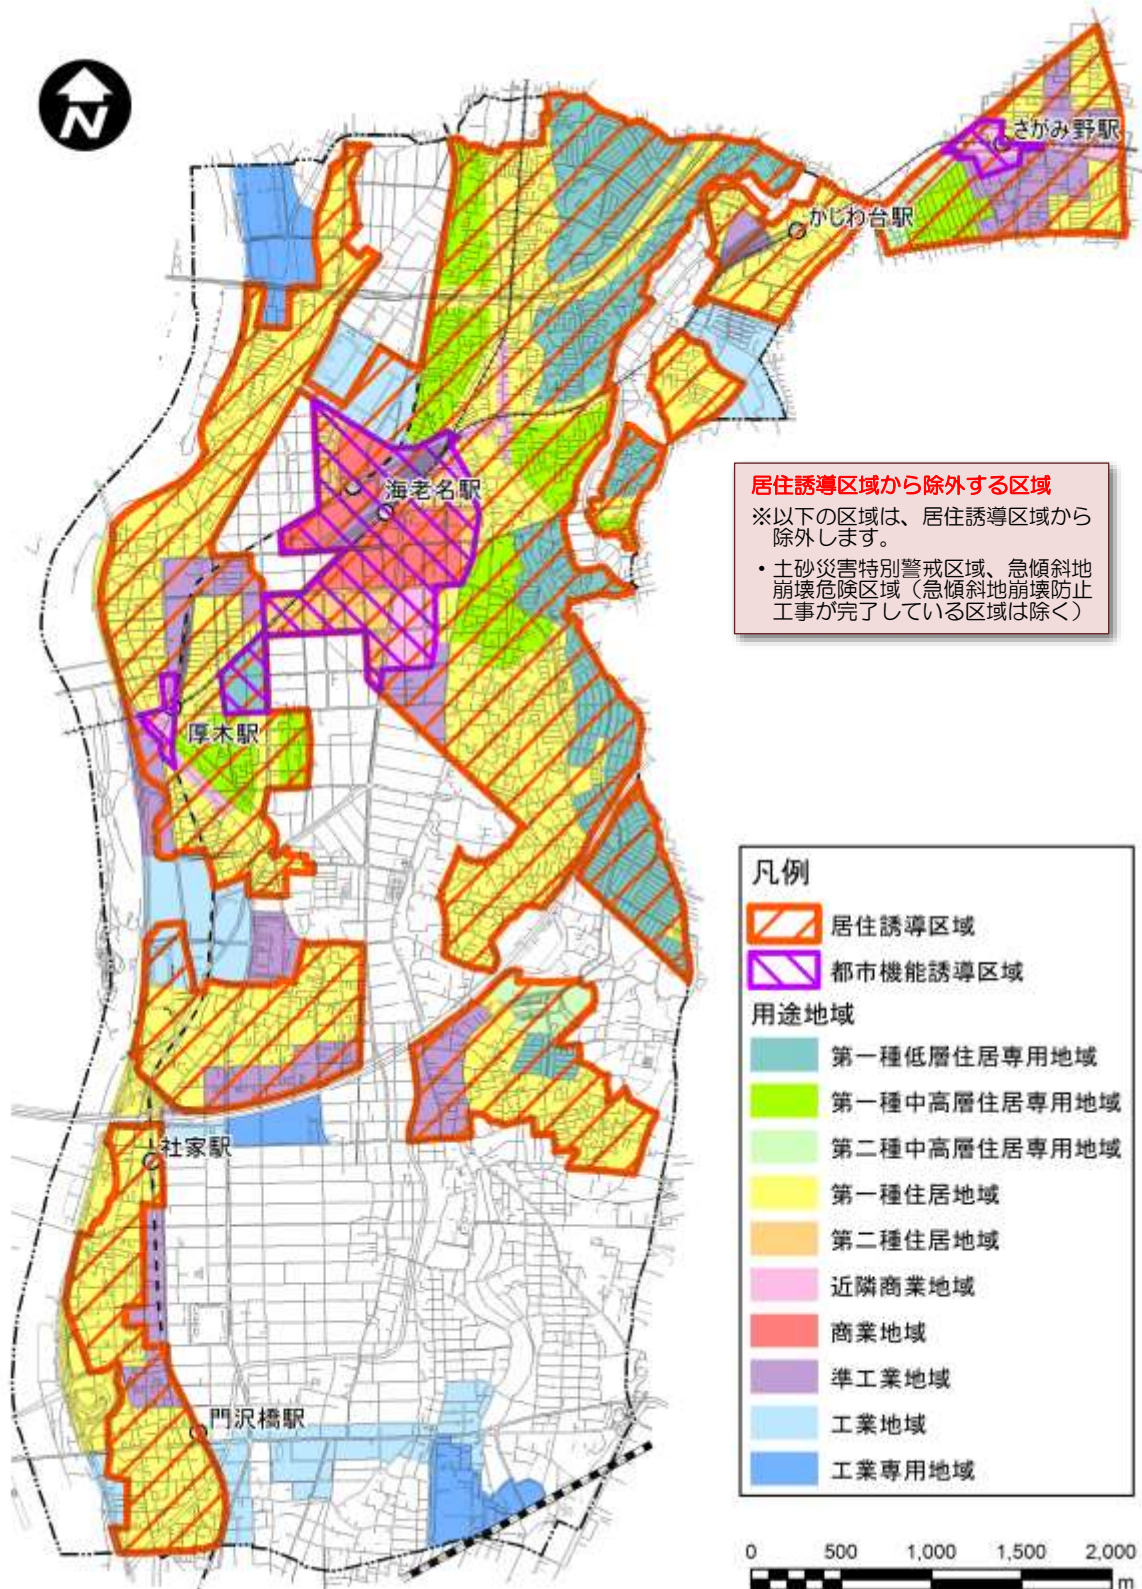 N
さがみ野駅
かしわ台駅
海老名駅
居住誘導区域から除外する区域
※以下の区域は、居住誘導区域から
除外します。
・土砂災害特別警戒区域、急傾斜地
崩壊危険区域（急傾斜地崩壊防止
工事が完了している区域は除く）
厚木駅
凡例
居住誘導区域
都市機能誘導区域
用途地域
第一種低層住居専用地域
第一種中高層住居専用地域
第二種中高層住居専用地域
第一種住居地域
第二種住居地域
近隣商業地域
商業地域
準工業地域
工業地域
工業専用地域
社家駅
門沢橋駅
0 500 1,000 1,500 2,000
m